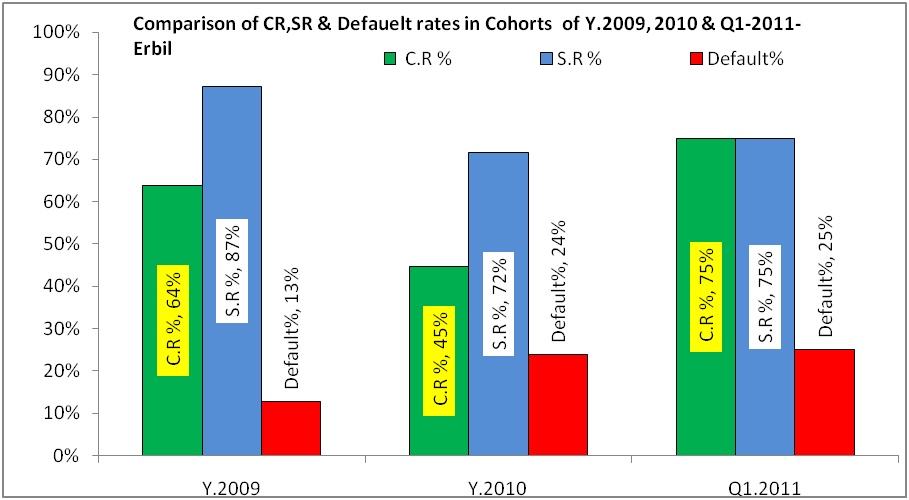 Comparison of CR,SR & Defauelt rates in Cohorts of Y.2009, 2010 & Q1-2011-
Erbil
C.R %
S.R %
Default%
100%
90%
80%
70%
60%
50%
40%
30%
20%
10%
0%
C.R %, 64%
S.R %, 87%
Default%, 13%
C.R %, 45%
S.R %, 72%
Default%, 24%
C.R %, 75%
S.R %, 75%
Default%, 25%
Y.2009
Y.2010
Q1.2011